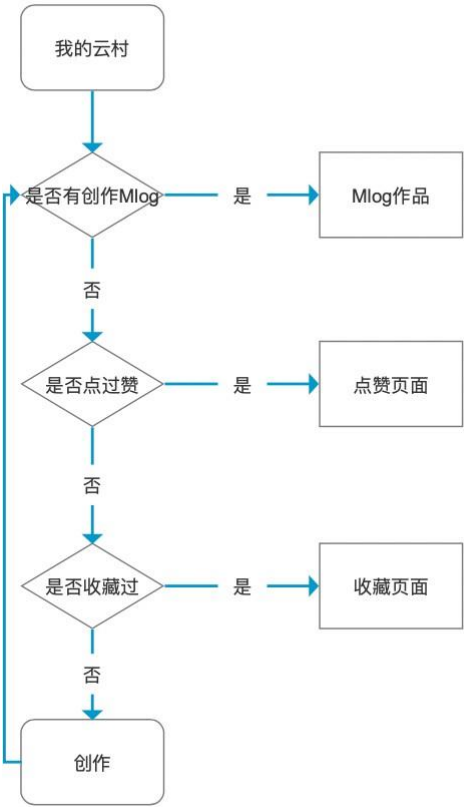 我的云村
是否有创作Mlog
是
Mlog作品
否
是否点过赞
是
点赞页面
否
是否收藏过
是
收藏页面
否
创作